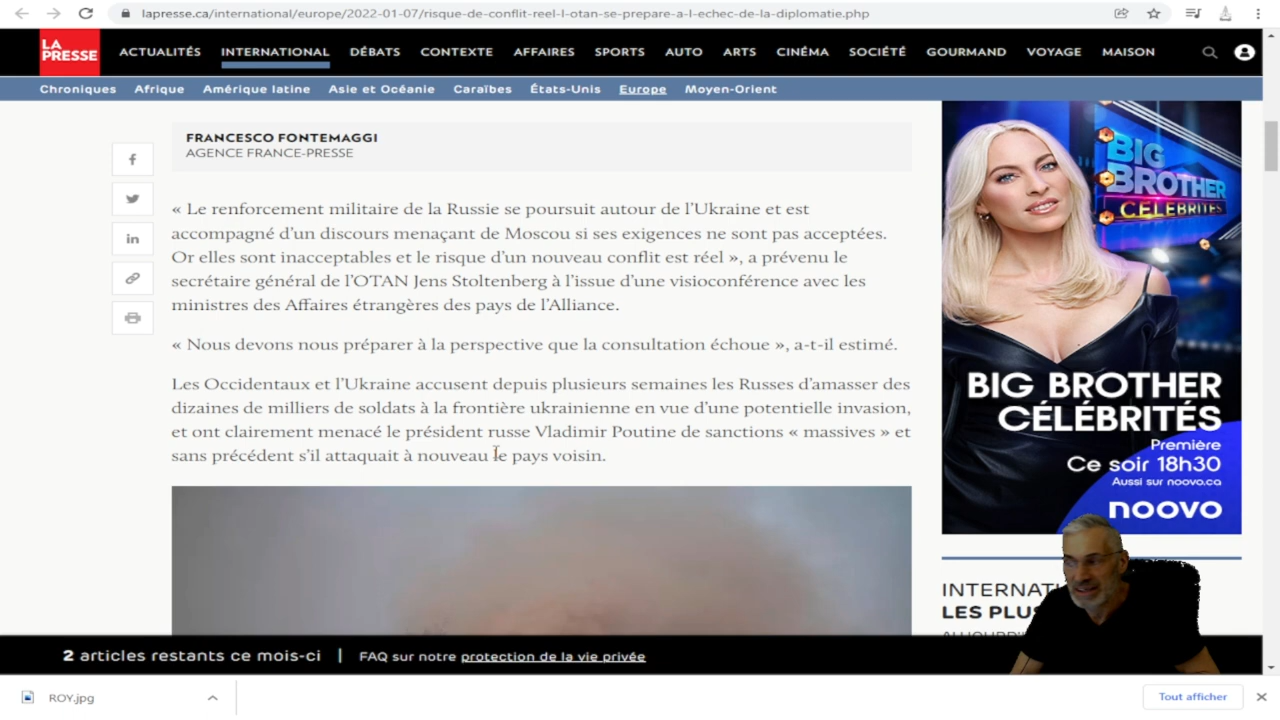 lapresse.ca/international/europe/2022-01-07/risque-de-conflit-reel-l-otan-se-prepare-a-l-echec-de-la-diplomatie.php
LA PRESSE
ACTUALITÉS INTERNATIONAL DÉBATS CONTEXTE AFFAIRES SPORTS AUTO ARTS CINÉMA SOCIÉTÉ GOURMAND VOYAGE MAISON
Chroniques Afrique Amérique latine Asie et Océanie Caraïbes États-Unis Europe Moyen-Orient
FRANCESCO FONTEMAGGI
AGENCE FRANCE-PRESSE
« Le renforcement militaire de la Russie se poursuit autour de l'Ukraine et est
accompagné d'un discours menaçant de Moscou si ses exigences ne sont pas acceptées.
Or elles sont inacceptables et le risque d'un nouveau conflit est réel », a prévenu le
secrétaire général de l'OTAN Jens Stoltenberg à l'issue d'une visioconférence avec les
ministres des Affaires étrangères des pays de l'Alliance.
« Nous devons nous préparer à la perspective que la consultation échoue », a-t-il estimé.
Les Occidentaux et l'Ukraine accusent depuis plusieurs semaines les Russes d'amasser des
dizaines de milliers de soldats à la frontière ukrainienne en vue d'une potentielle invasion,
et ont clairement menacé le président russe Vladimir Poutine de sanctions « massives » et
sans précédent s'il attaquait à nouveau le pays voisin.
BIG
BROTHER
CÉLÉBRITÉS
BIG BROTHER
CÉLÉBRITÉS
Première
Ce soir 18h30
Aussi sur noovo.ca
noovo
INTERNATI
LES PLUS
2 articles restants ce mois-ci | FAQ sur notre protection de la vie privée
ROY.jpg
Tout afficher